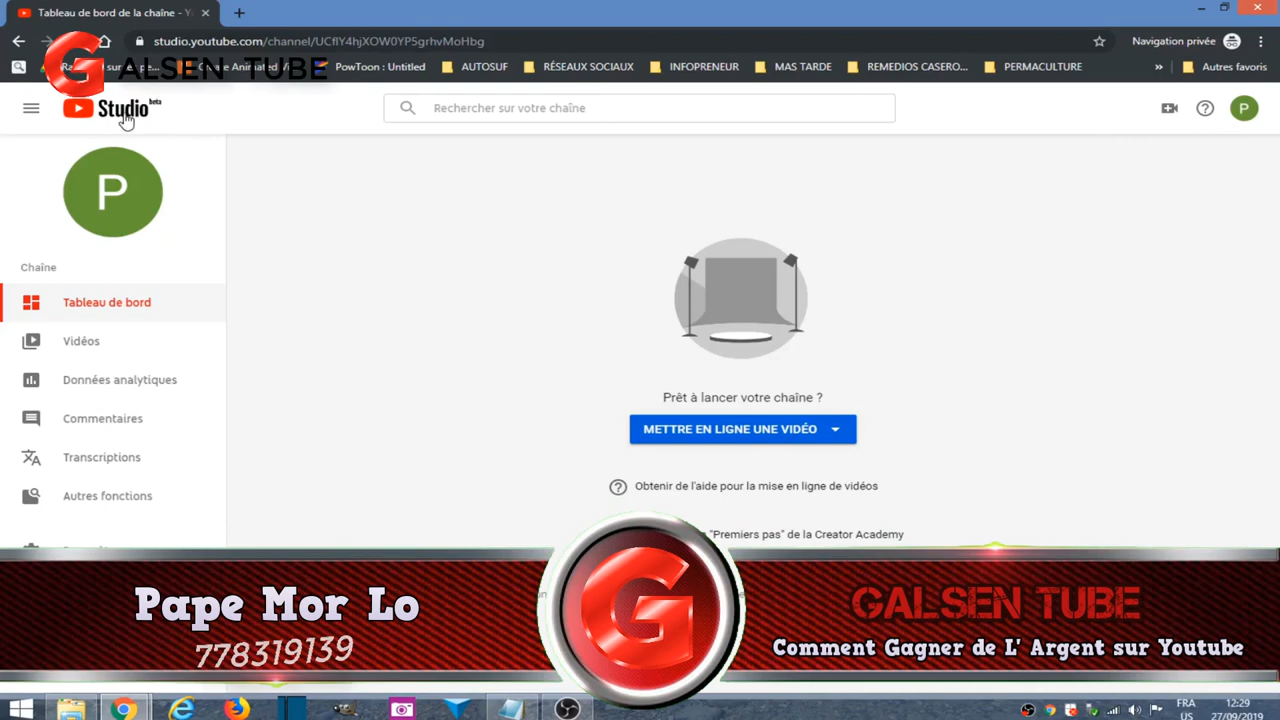 Tableau de bord de la chaîne - Y
studio.youtube.com/channel/UCflY4hjXOW0YP5grhvMoHbg
Navigation privée
PowToon : Untitled
AUTOSUF
RÉSEAUX SOCIAUX
INFOPRENEUR
MAS TARDE
REMEDIOS CASERO...
PERMACULTURE
»
Autres favoris
GALSEN TUBE
Studio beta
Rechercher sur votre chaîne
P
P
Chaîne
Tableau de bord
Vidéos
Données analytiques
Commentaires
Transcriptions
Autres fonctions
Prêt à lancer votre chaîne ?
METTRE EN LIGNE UNE VIDÉO
Obtenir de l'aide pour la mise en ligne de vidéos
"Premiers pas" de la Creator Academy
Pape Mor Lo
778319139
G
GALSEN TUBE
Comment Gagner de L' Argent sur Youtube
FRA
US
12:29
27/09/2019